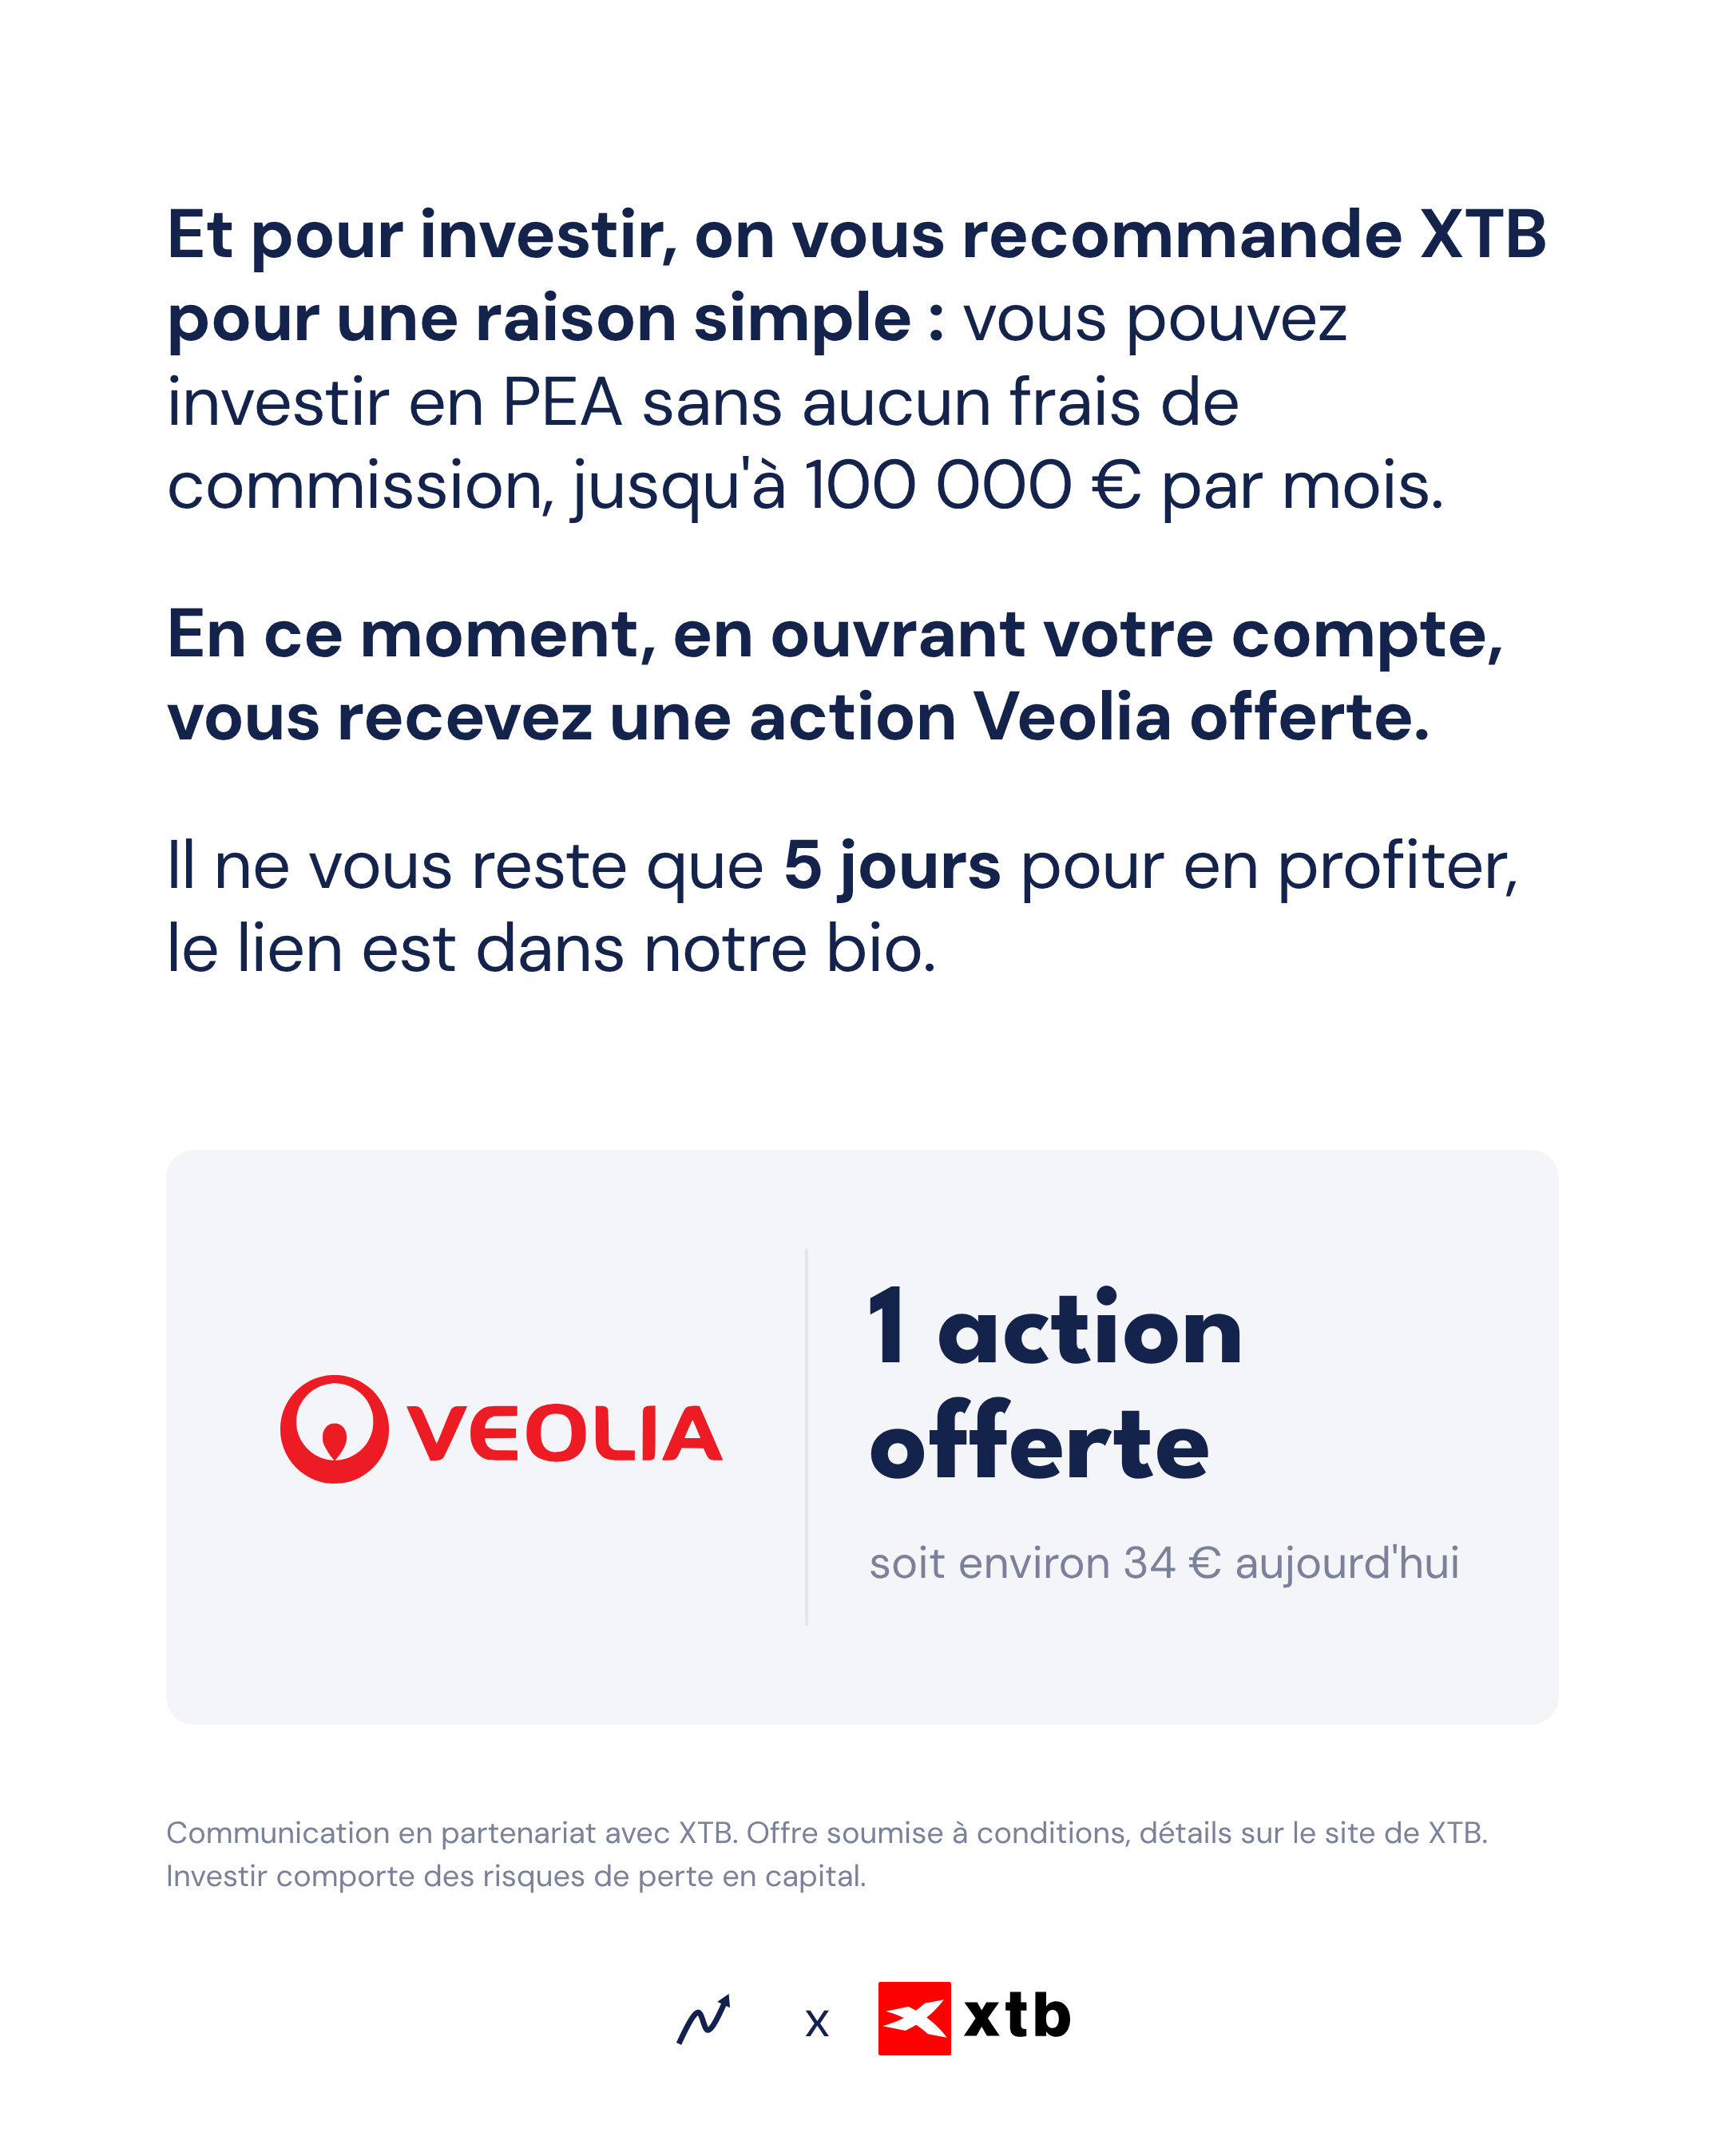 Et pour investir, on vous recommande XTB
pour une raison simple : vous pouvez
investir en PEA sans aucun frais de
commission, jusqu'à 100 000 € par mois.
En ce moment, en ouvrant votre compte,
vous recevez une action Veolia offerte.
Il ne vous reste que 5 jours pour en profiter,
le lien est dans notre bio.
VEOLIA
1 action
offerte
soit environ 34 € aujourd'hui
Communication en partenariat avec XTB. Offre soumise à conditions, détails sur le site de XTB.
Investir comporte des risques de perte en capital.
x xtb